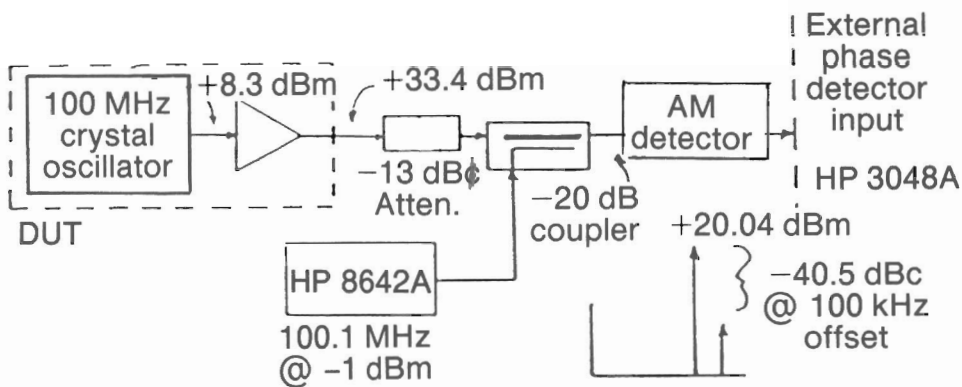 100 MHz
crystal
oscillator
+8.3 dBm
DUT
+33.4 dBm
−13 dB¢
Atten.
−20 dB
coupler
AM
detector
External
phase
detector
input
HP 3048A
HP 8642A
100.1 MHz
@ −1 dBm
+20.04 dBm
−40.5 dBc
@ 100 kHz
offset